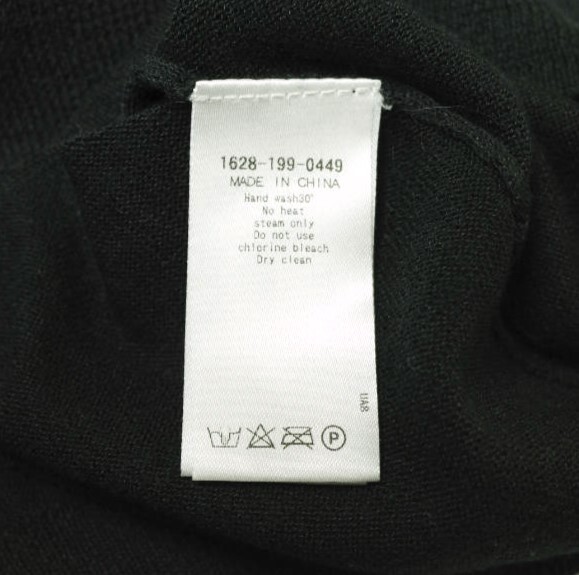 1628-199-0449
MADE IN CHINA
Hand wash30°
No heat
steam only
Do not use
chlorine bleach
Dry clean
UA8
P